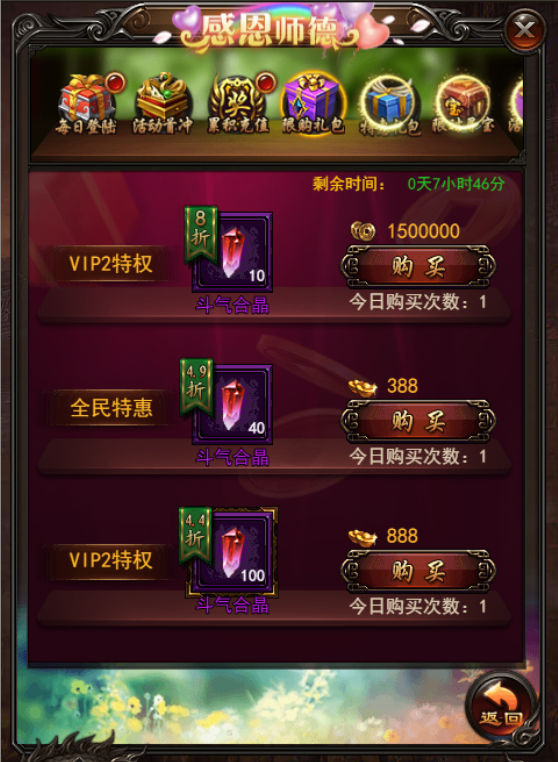 感恩师德
每日登陆 活动首冲 累积充值 限购礼包 特惠礼包
剩余时间： 0天7小时46分
8折
VIP2特权
10
斗气合晶
1500000
购买
今日购买次数：1
4.9折
全民特惠
40
斗气合晶
388
购买
今日购买次数：1
4.4折
VIP2特权
100
斗气合晶
888
购买
今日购买次数：1
返回